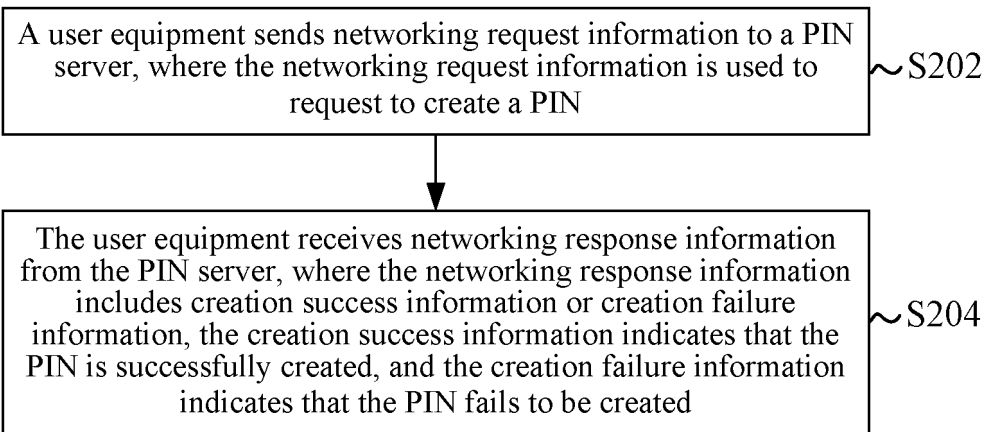 A user equipment sends networking request information to a PIN
server, where the networking request information is used to
request to create a PIN
S202
The user equipment receives networking response information
from the PIN server, where the networking response information
includes creation success information or creation failure
information, the creation success information indicates that the
PIN is successfully created, and the creation failure information
indicates that the PIN fails to be created
S204